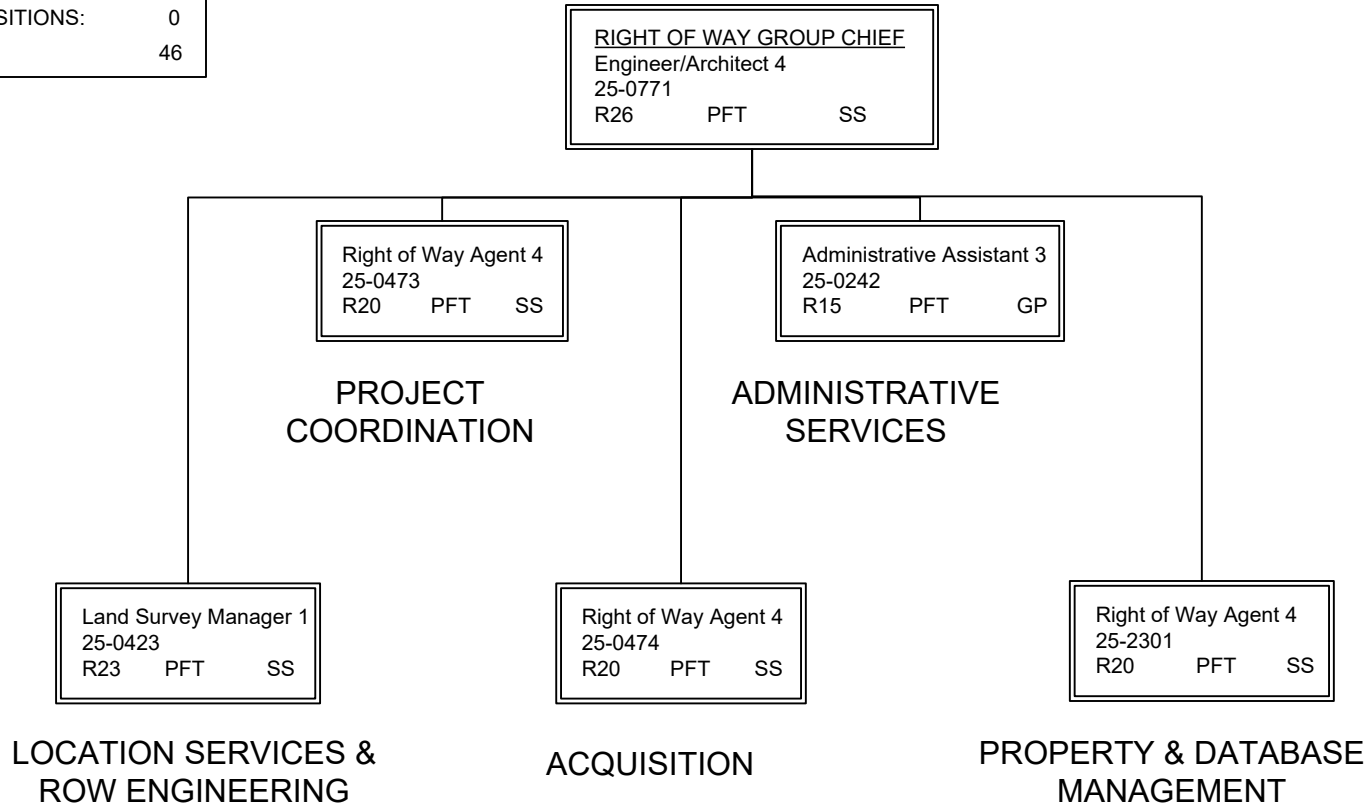 0
46
RIGHT OF WAY GROUP CHIEF
Engineer/Architect 4
25-0771
R26 PFT SS
Right of Way Agent 4
25-0473
R20 PFT SS
PROJECT
COORDINATION
Administrative Assistant 3
25-0242
R15 PFT GP
ADMINISTRATIVE
SERVICES
Land Survey Manager 1
25-0423
R23 PFT SS
LOCATION SERVICES &
ROW ENGINEERING
Right of Way Agent 4
25-0474
R20 PFT SS
ACQUISITION
Right of Way Agent 4
25-2301
R20 PFT SS
PROPERTY & DATABASE
MANAGEMENT